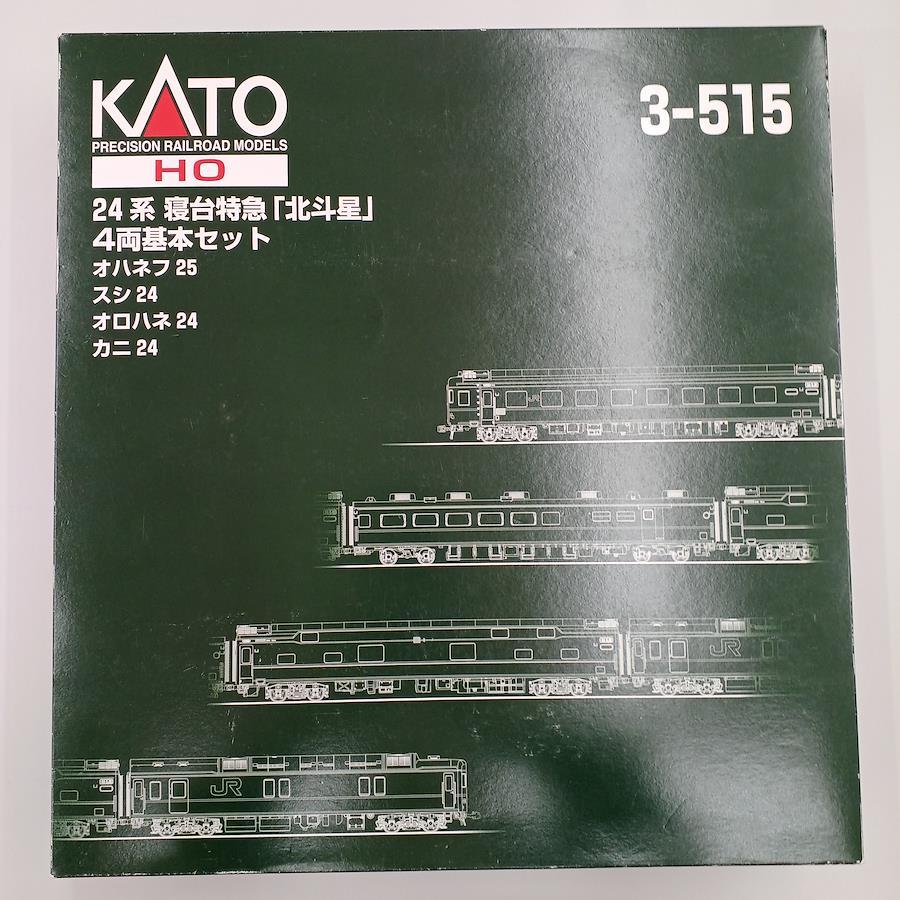 KATO
PRECISION RAILROAD MODELS
HO
3-515
24系 寝台特急「北斗星」
4両基本セット
オハネフ25
スシ24
オロハネ24
カニ24
JR
JR
JR